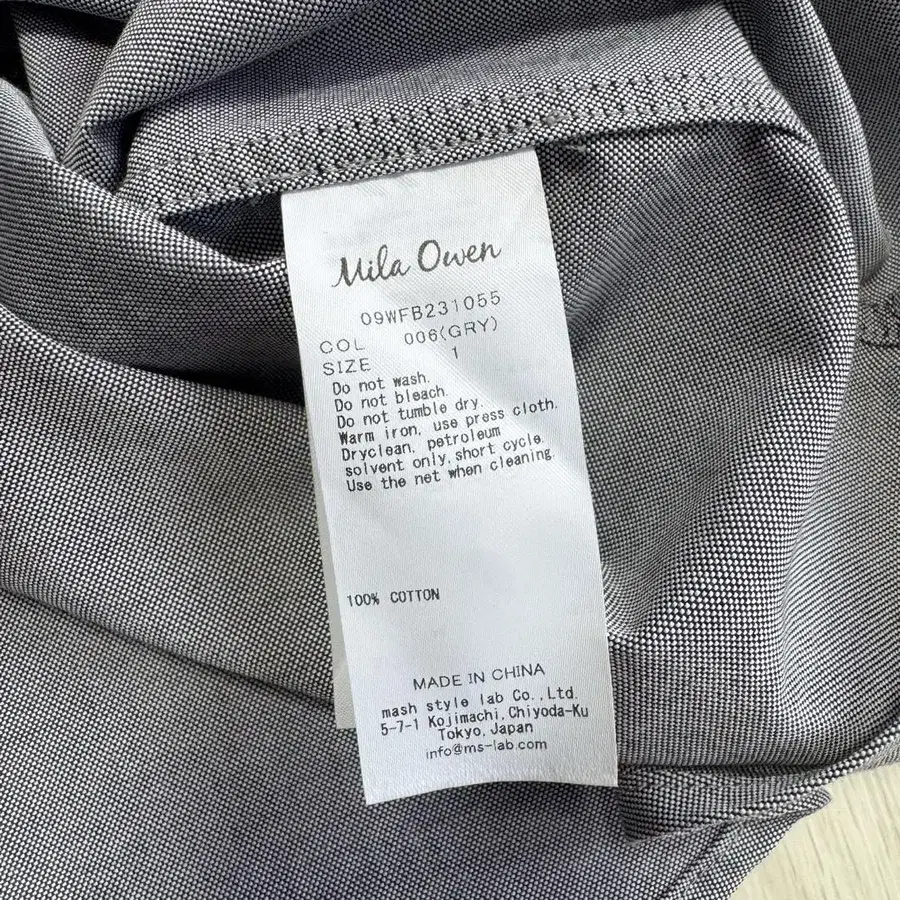 Mila Owen
09WFB231055
COL 006(GRY)
SIZE 1
Do not wash.
Do not bleach.
Do not tumble dry.
Warm iron, use press cloth.
Dryclean, petroleum
solvent only, short cycle.
Use the net when cleaning.
100% COTTON
MADE IN CHINA
mash style lab Co.,Ltd.
5-7-1 Kojimachi, Chiyoda-Ku
Tokyo, Japan
info@ms-lab.com